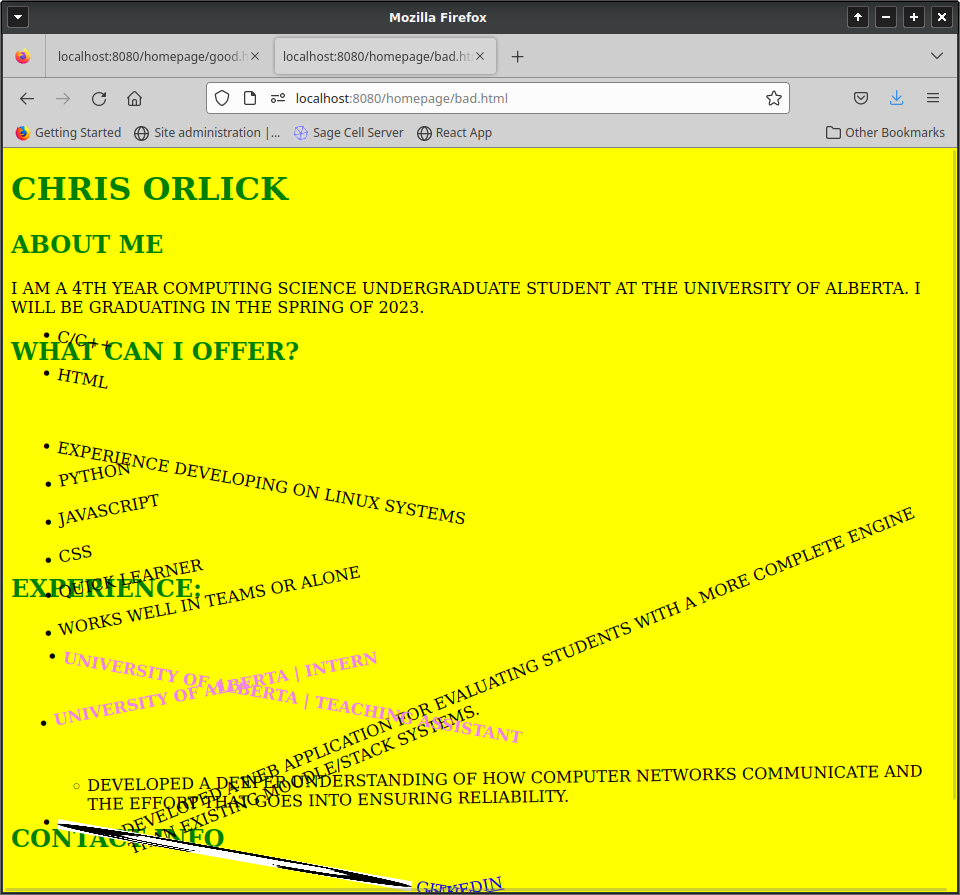 Mozilla Firefox
localhost:8080/homepage/good.h
localhost:8080/homepage/bad.htm
localhost:8080/homepage/bad.html
Getting Started
Site administration |...
Sage Cell Server
React App
Other Bookmarks
CHRIS ORLICK
ABOUT ME
I AM A 4TH YEAR COMPUTING SCIENCE UNDERGRADUATE STUDENT AT THE UNIVERSITY OF ALBERTA. I
WILL BE GRADUATING IN THE SPRING OF 2023.
C/C++
WHAT CAN I OFFER?
HTML
EXPERIENCE DEVELOPING ON LINUX SYSTEMS
PYTHON
JAVASCRIPT
CSS
QUICK LEARNER
EXPERIENCE:
WORKS WELL IN TEAMS OR ALONE
UNIVERSITY OF ALBERTA | INTERN
UNIVERSITY OF ALBERTA | TEACHING ASSISTANT
DEVELOPED A WEB APPLICATION FOR EVALUATING STUDENTS WITH A MORE COMPLETE ENGINE
THAN EXISTING MOODLE/STACK SYSTEMS.
DEVELOPED A DEEPER UNDERSTANDING OF HOW COMPUTER NETWORKS COMMUNICATE AND
THE EFFORT THAT GOES INTO ENSURING RELIABILITY.
CONTACT INFO